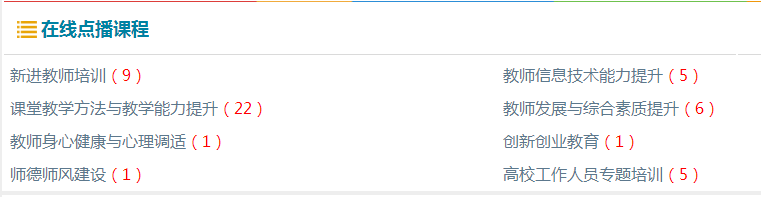 在线点播课程
新进教师培训（9）
教师信息技术能力提升（5）
课堂教学方法与教学能力提升（22）
教师发展与综合素质提升（6）
教师身心健康与心理调适（1）
创新创业教育（1）
师德师风建设（1）
高校工作人员专题培训（5）